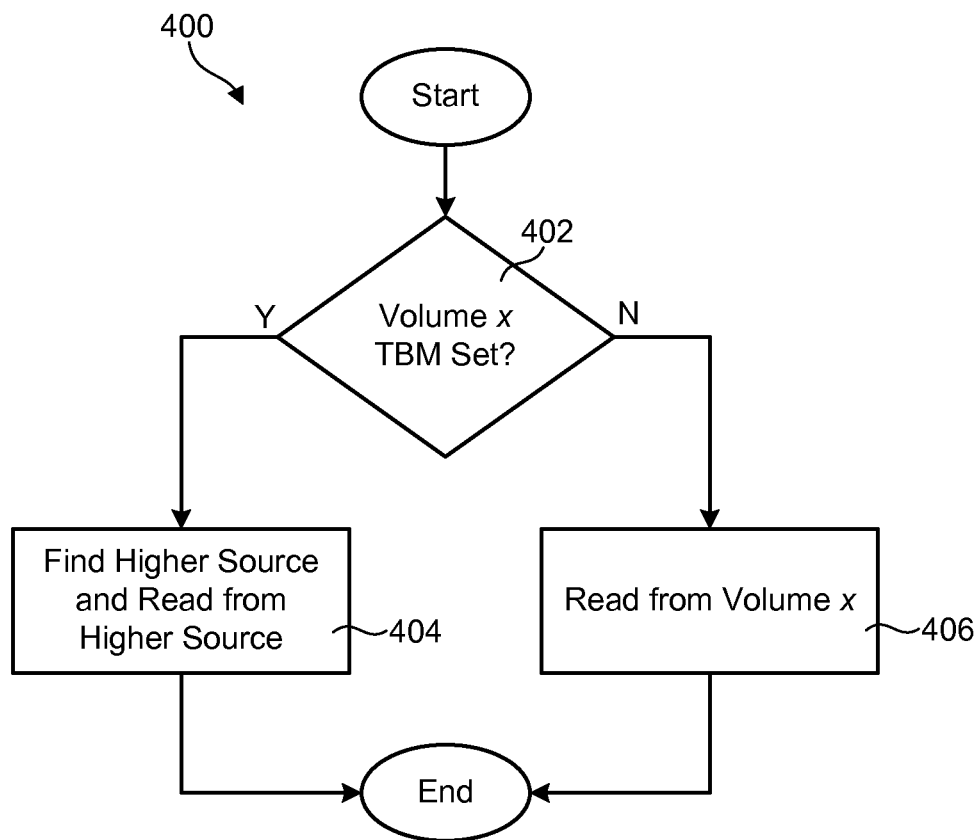 400
Start
402
Y
N
Volume x
TBM Set?
Find Higher Source
and Read from
Higher Source
404
Read from Volume x
406
End